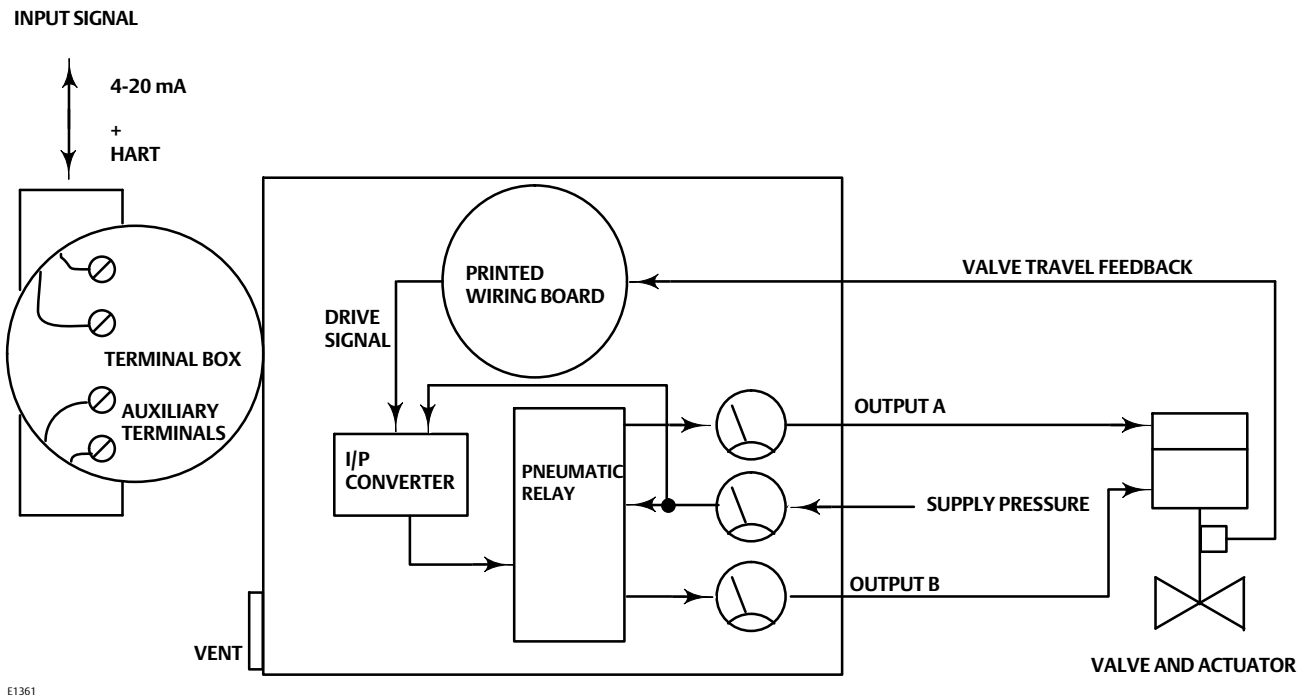 INPUT SIGNAL
4-20 mA
+
HART
PRINTED
WIRING BOARD
VALVE TRAVEL FEEDBACK
DRIVE
SIGNAL
TERMINAL BOX
AUXILIARY
TERMINALS
OUTPUT A
I/P
CONVERTER
PNEUMATIC
RELAY
SUPPLY PRESSURE
OUTPUT B
VENT
VALVE AND ACTUATOR
E1361